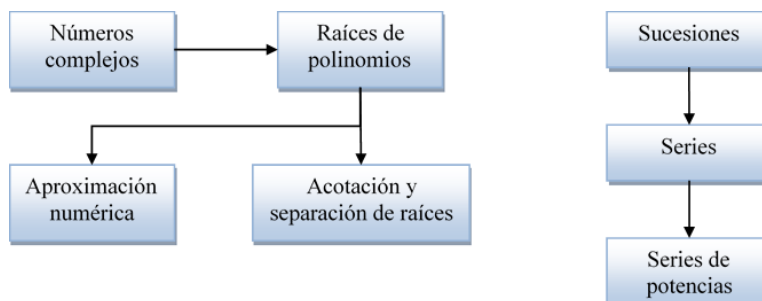 Números
complejos
Raíces de
polinomios
Aproximación
numérica
Acotación y
separación de raíces
Sucesiones
Series
Series de
potencias